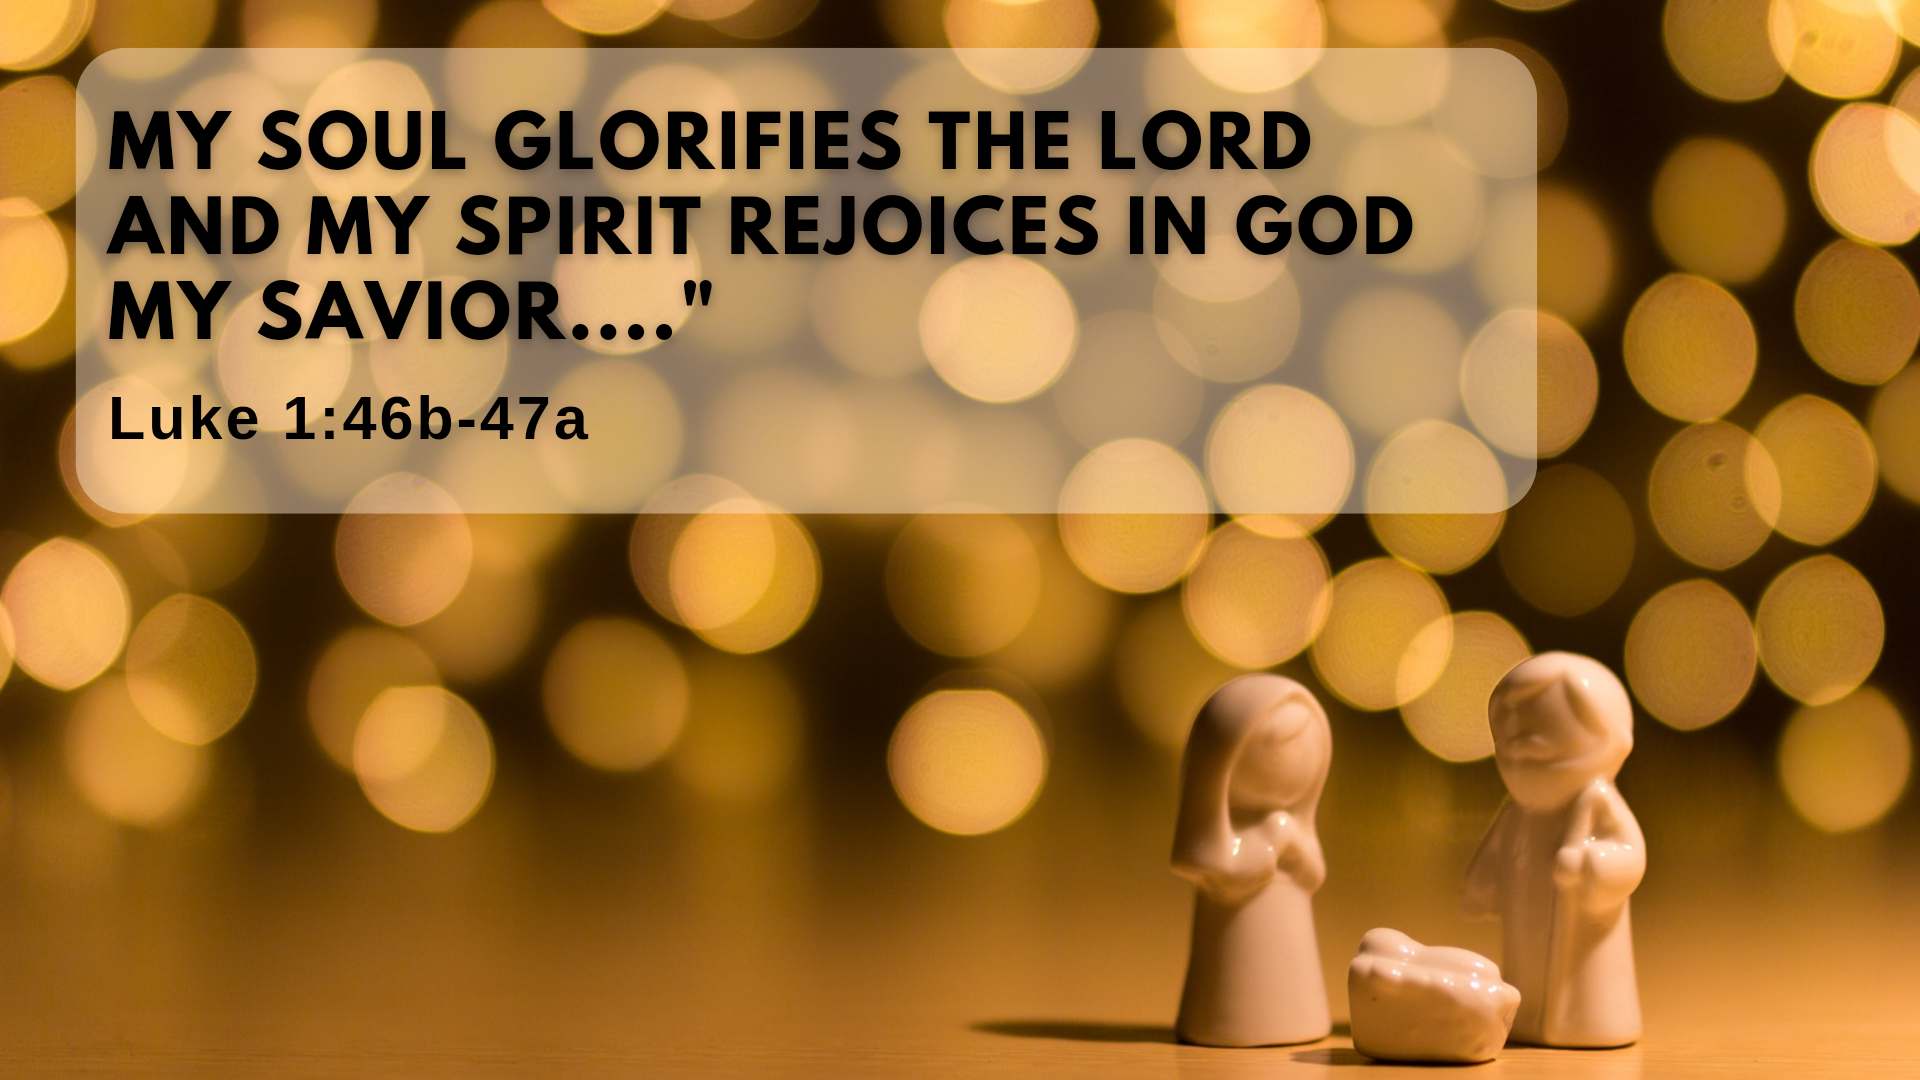 MY SOUL GLORIFIES THE LORD
AND MY SPIRIT REJOICES IN GOD
MY SAVIOR...."
Luke 1:46b-47a